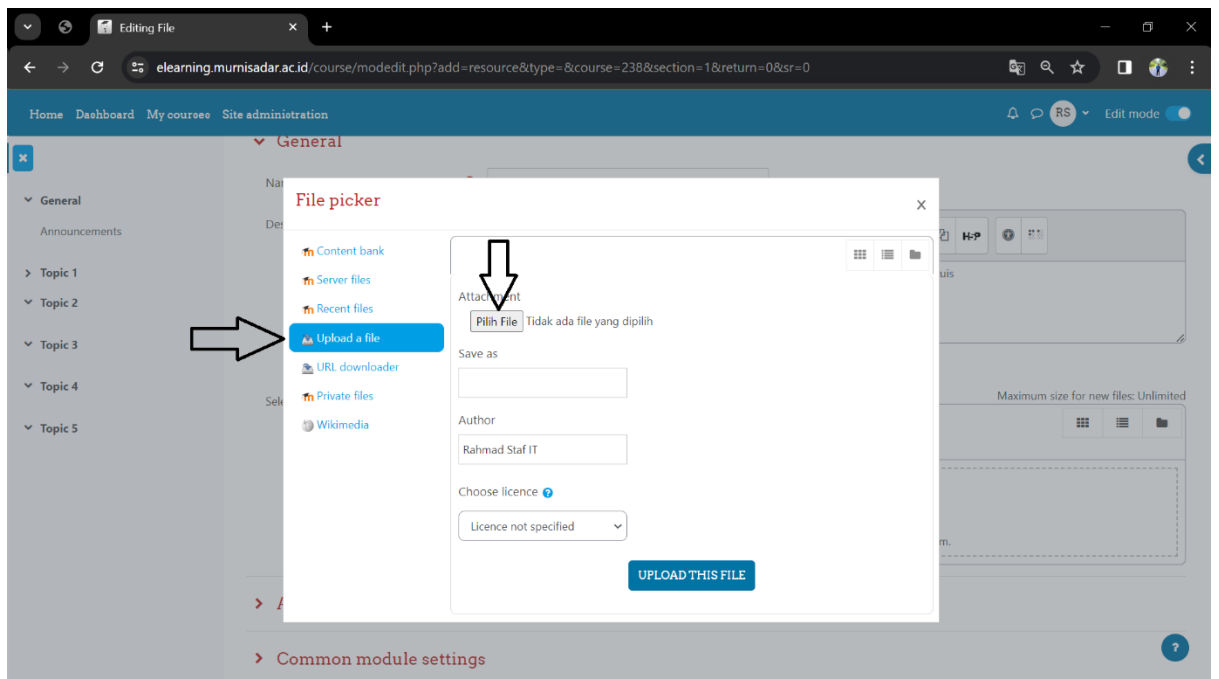 Editing File
elearning.murnisadar.ac.id/course/modedit.php?add=resource&type=&course=238&section=1&return=0&sr=0
Home Dashboard My courses Site administration
RS
Edit mode
General
General
Announcements
Topic 1
Topic 2
Topic 3
Topic 4
Topic 5
File picker
Content bank
Server files
Recent files
Upload a file
URL downloader
Private files
Wikimedia
Attachment
Pilih File Tidak ada file yang dipilih
Save as
Author
Rahmad Staf IT
Choose licence
Licence not specified
UPLOAD THIS FILE
H-P
Maximum size for new files: Unlimited
Common module settings